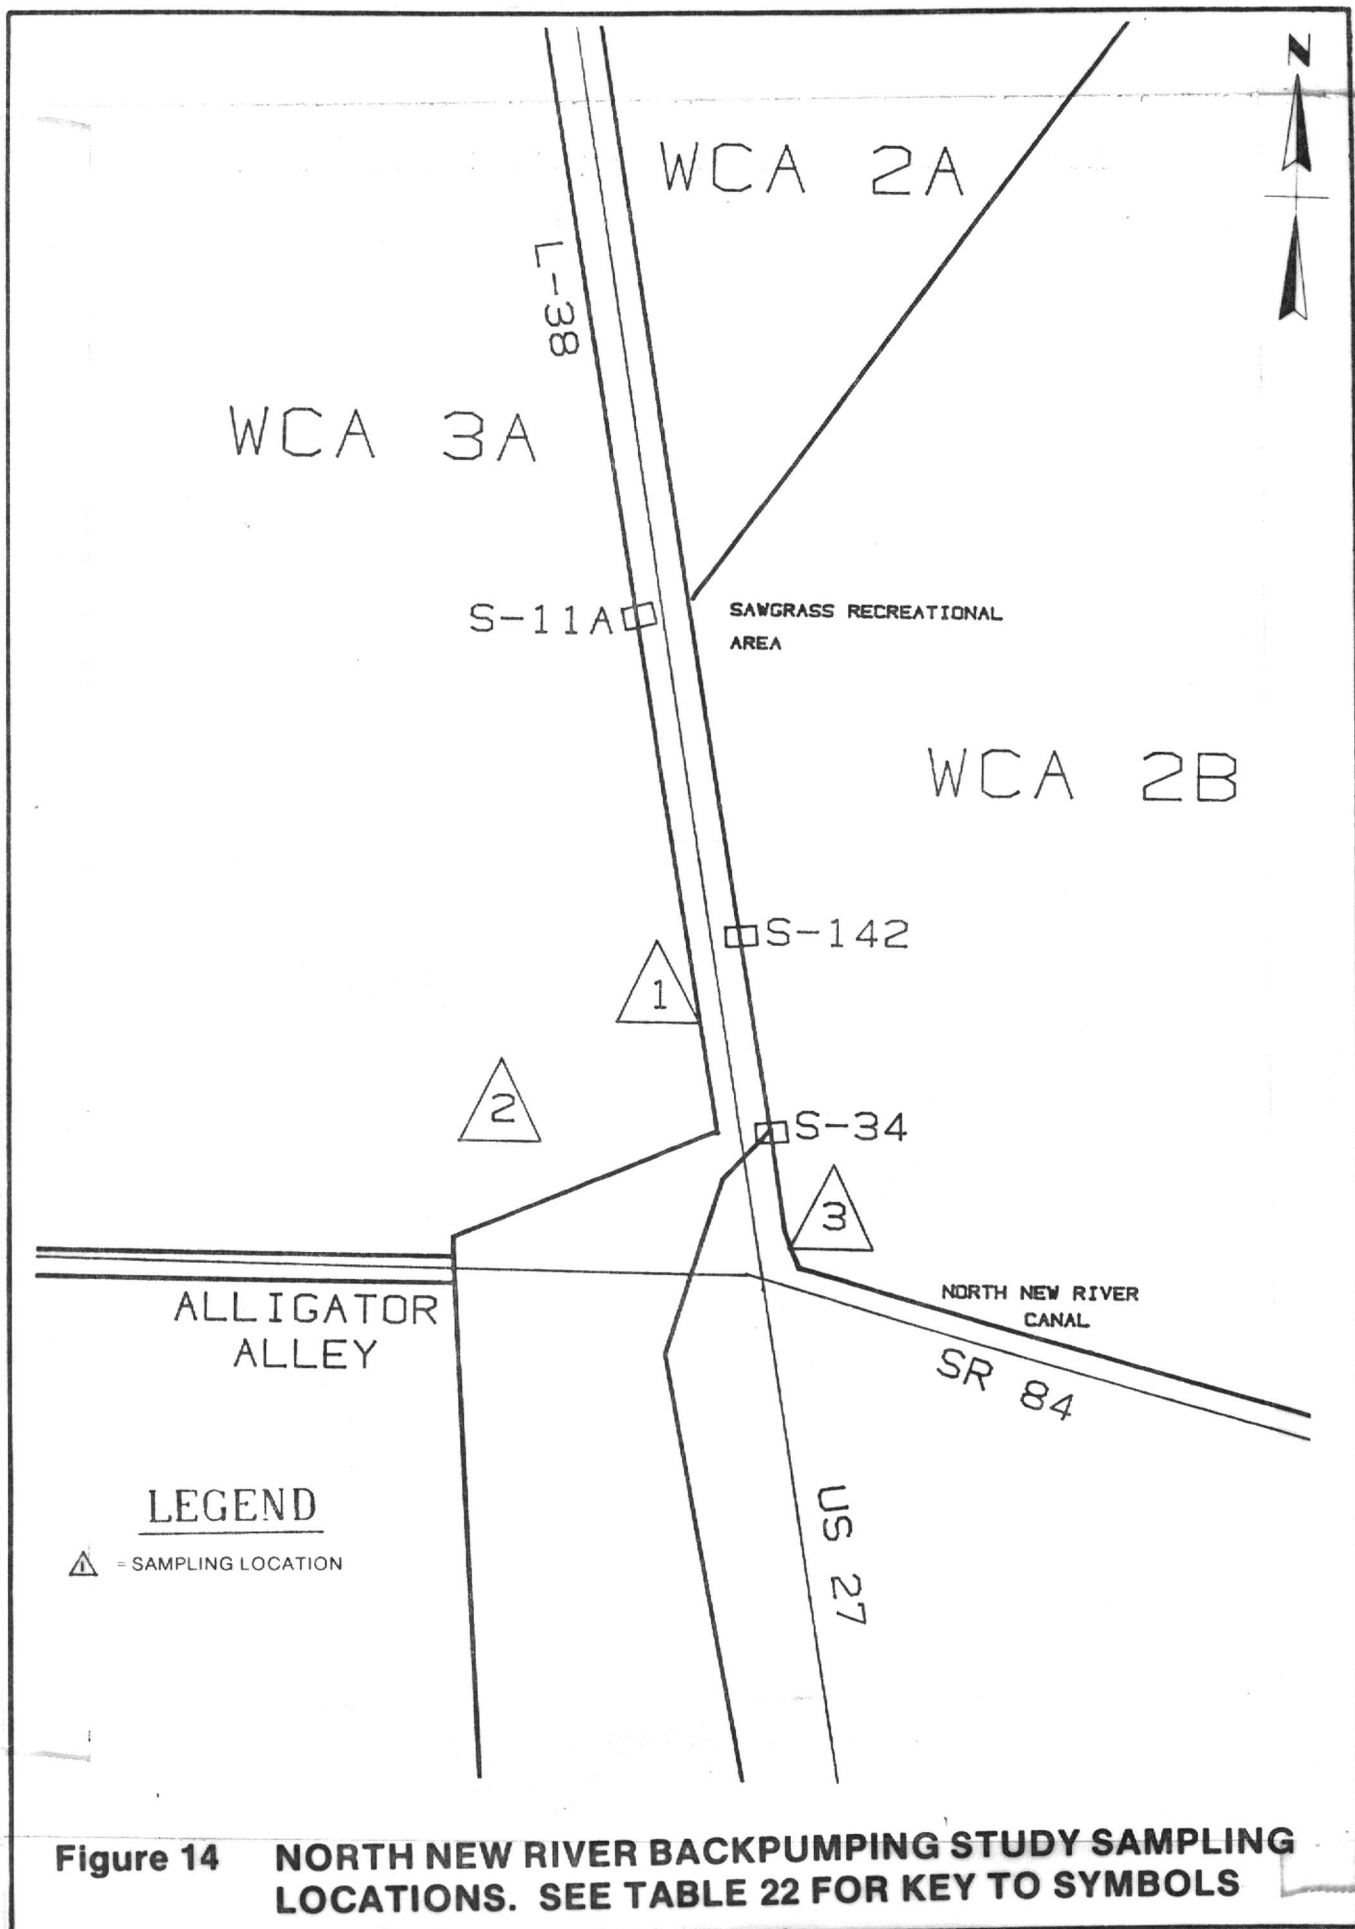 N
WCA 2A
L-38
WCA 3A
S-11A
SAWGRASS RECREATIONAL
AREA
WCA 2B
S-142
1
2
S-34
3
ALLIGATOR
ALLEY
NORTH NEW RIVER
CANAL
SR 84
LEGEND
US 27
1 = SAMPLING LOCATION
Figure 14 NORTH NEW RIVER BACKPUMPING STUDY SAMPLING
LOCATIONS. SEE TABLE 22 FOR KEY TO SYMBOLS